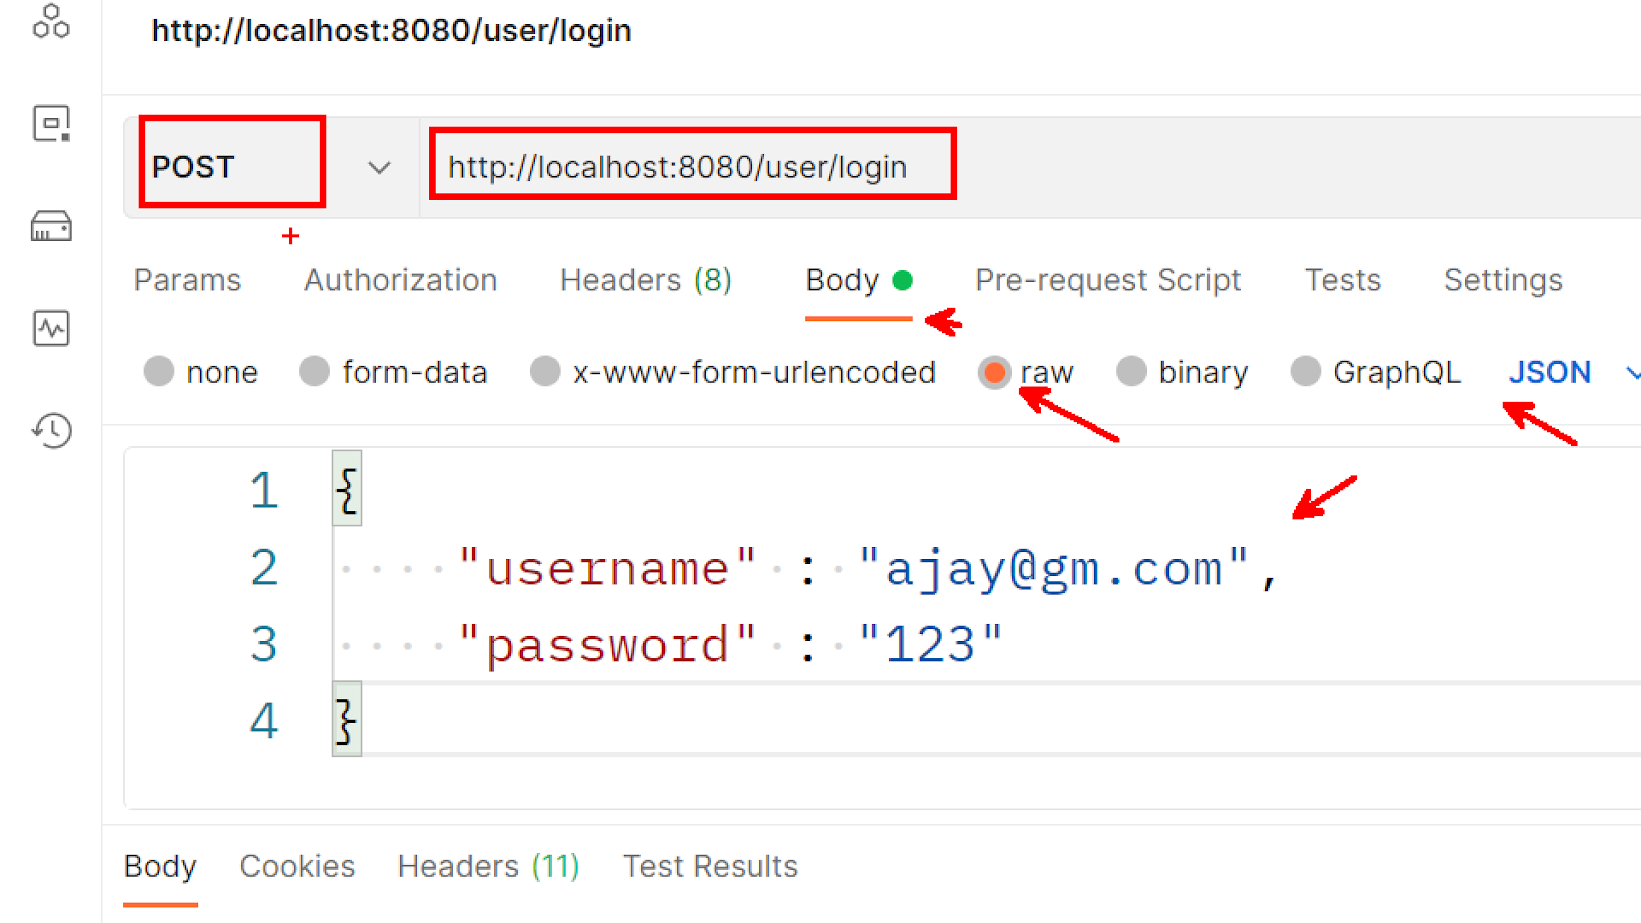 http://localhost:8080/user/login
POST http://localhost:8080/user/login
Params Authorization Headers (8) Body Pre-request Script Tests Settings
none form-data x-www-form-urlencoded raw binary GraphQL JSON
1 {
2 "username" : "ajay@gm.com",
3 "password" : "123"
4 }
Body Cookies Headers (11) Test Results